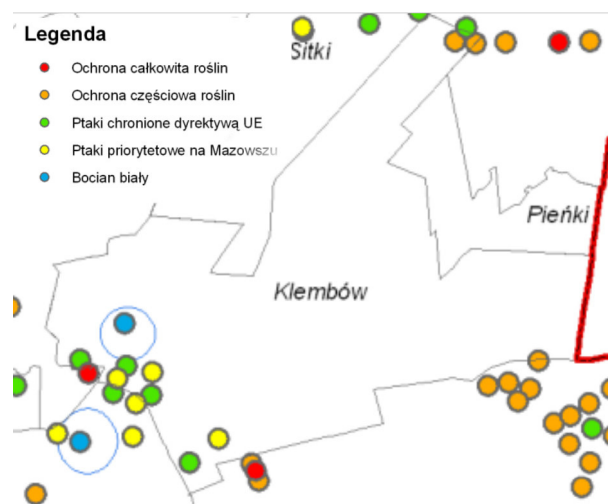 Legenda
Ochrona całkowita roślin
Ochrona częściowa roślin
Ptaki chronione dyrektywą UE
Ptaki priorytetowe na Mazowszu
Bocian biały
Sitki
Pieńki
Klembów